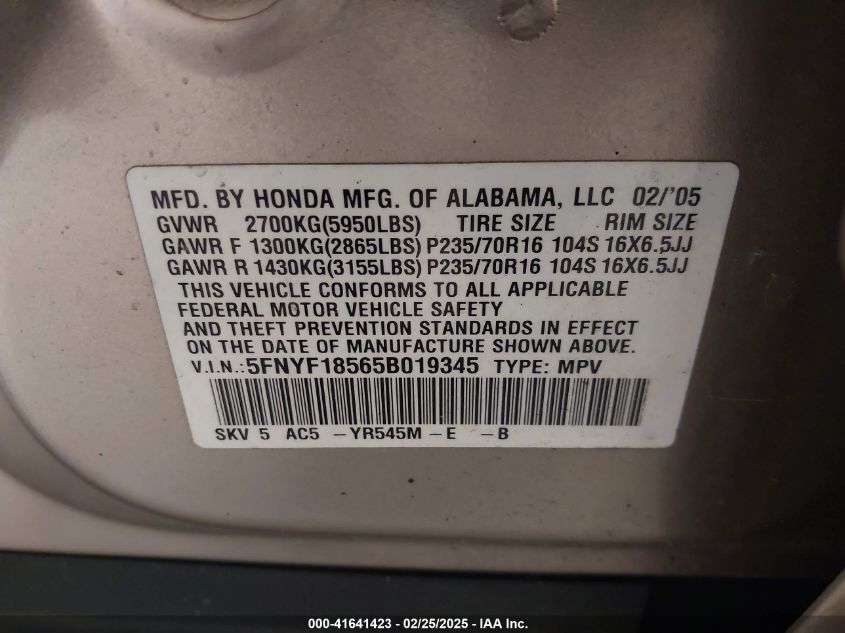 MFD. BY HONDA MFG. OF ALABAMA, LLC 02/'05
GVWR 2700KG(5950LBS) TIRE SIZE RIM SIZE
GAWR F 1300KG(2865LBS) P235/70R16 104S 16X6.5JJ
GAWR R 1430KG(3155LBS) P235/70R16 104S 16X6.5JJ
THIS VEHICLE CONFORMS TO ALL APPLICABLE
FEDERAL MOTOR VEHICLE SAFETY
AND THEFT PREVENTION STANDARDS IN EFFECT
ON THE DATE OF MANUFACTURE SHOWN ABOVE.
V.I.N.:5FNYF18565B019345 TYPE: MPV
SKV 5 AC5 -YR545M-E -B
000-41641423 - 02/25/2025 - IAA Inc.